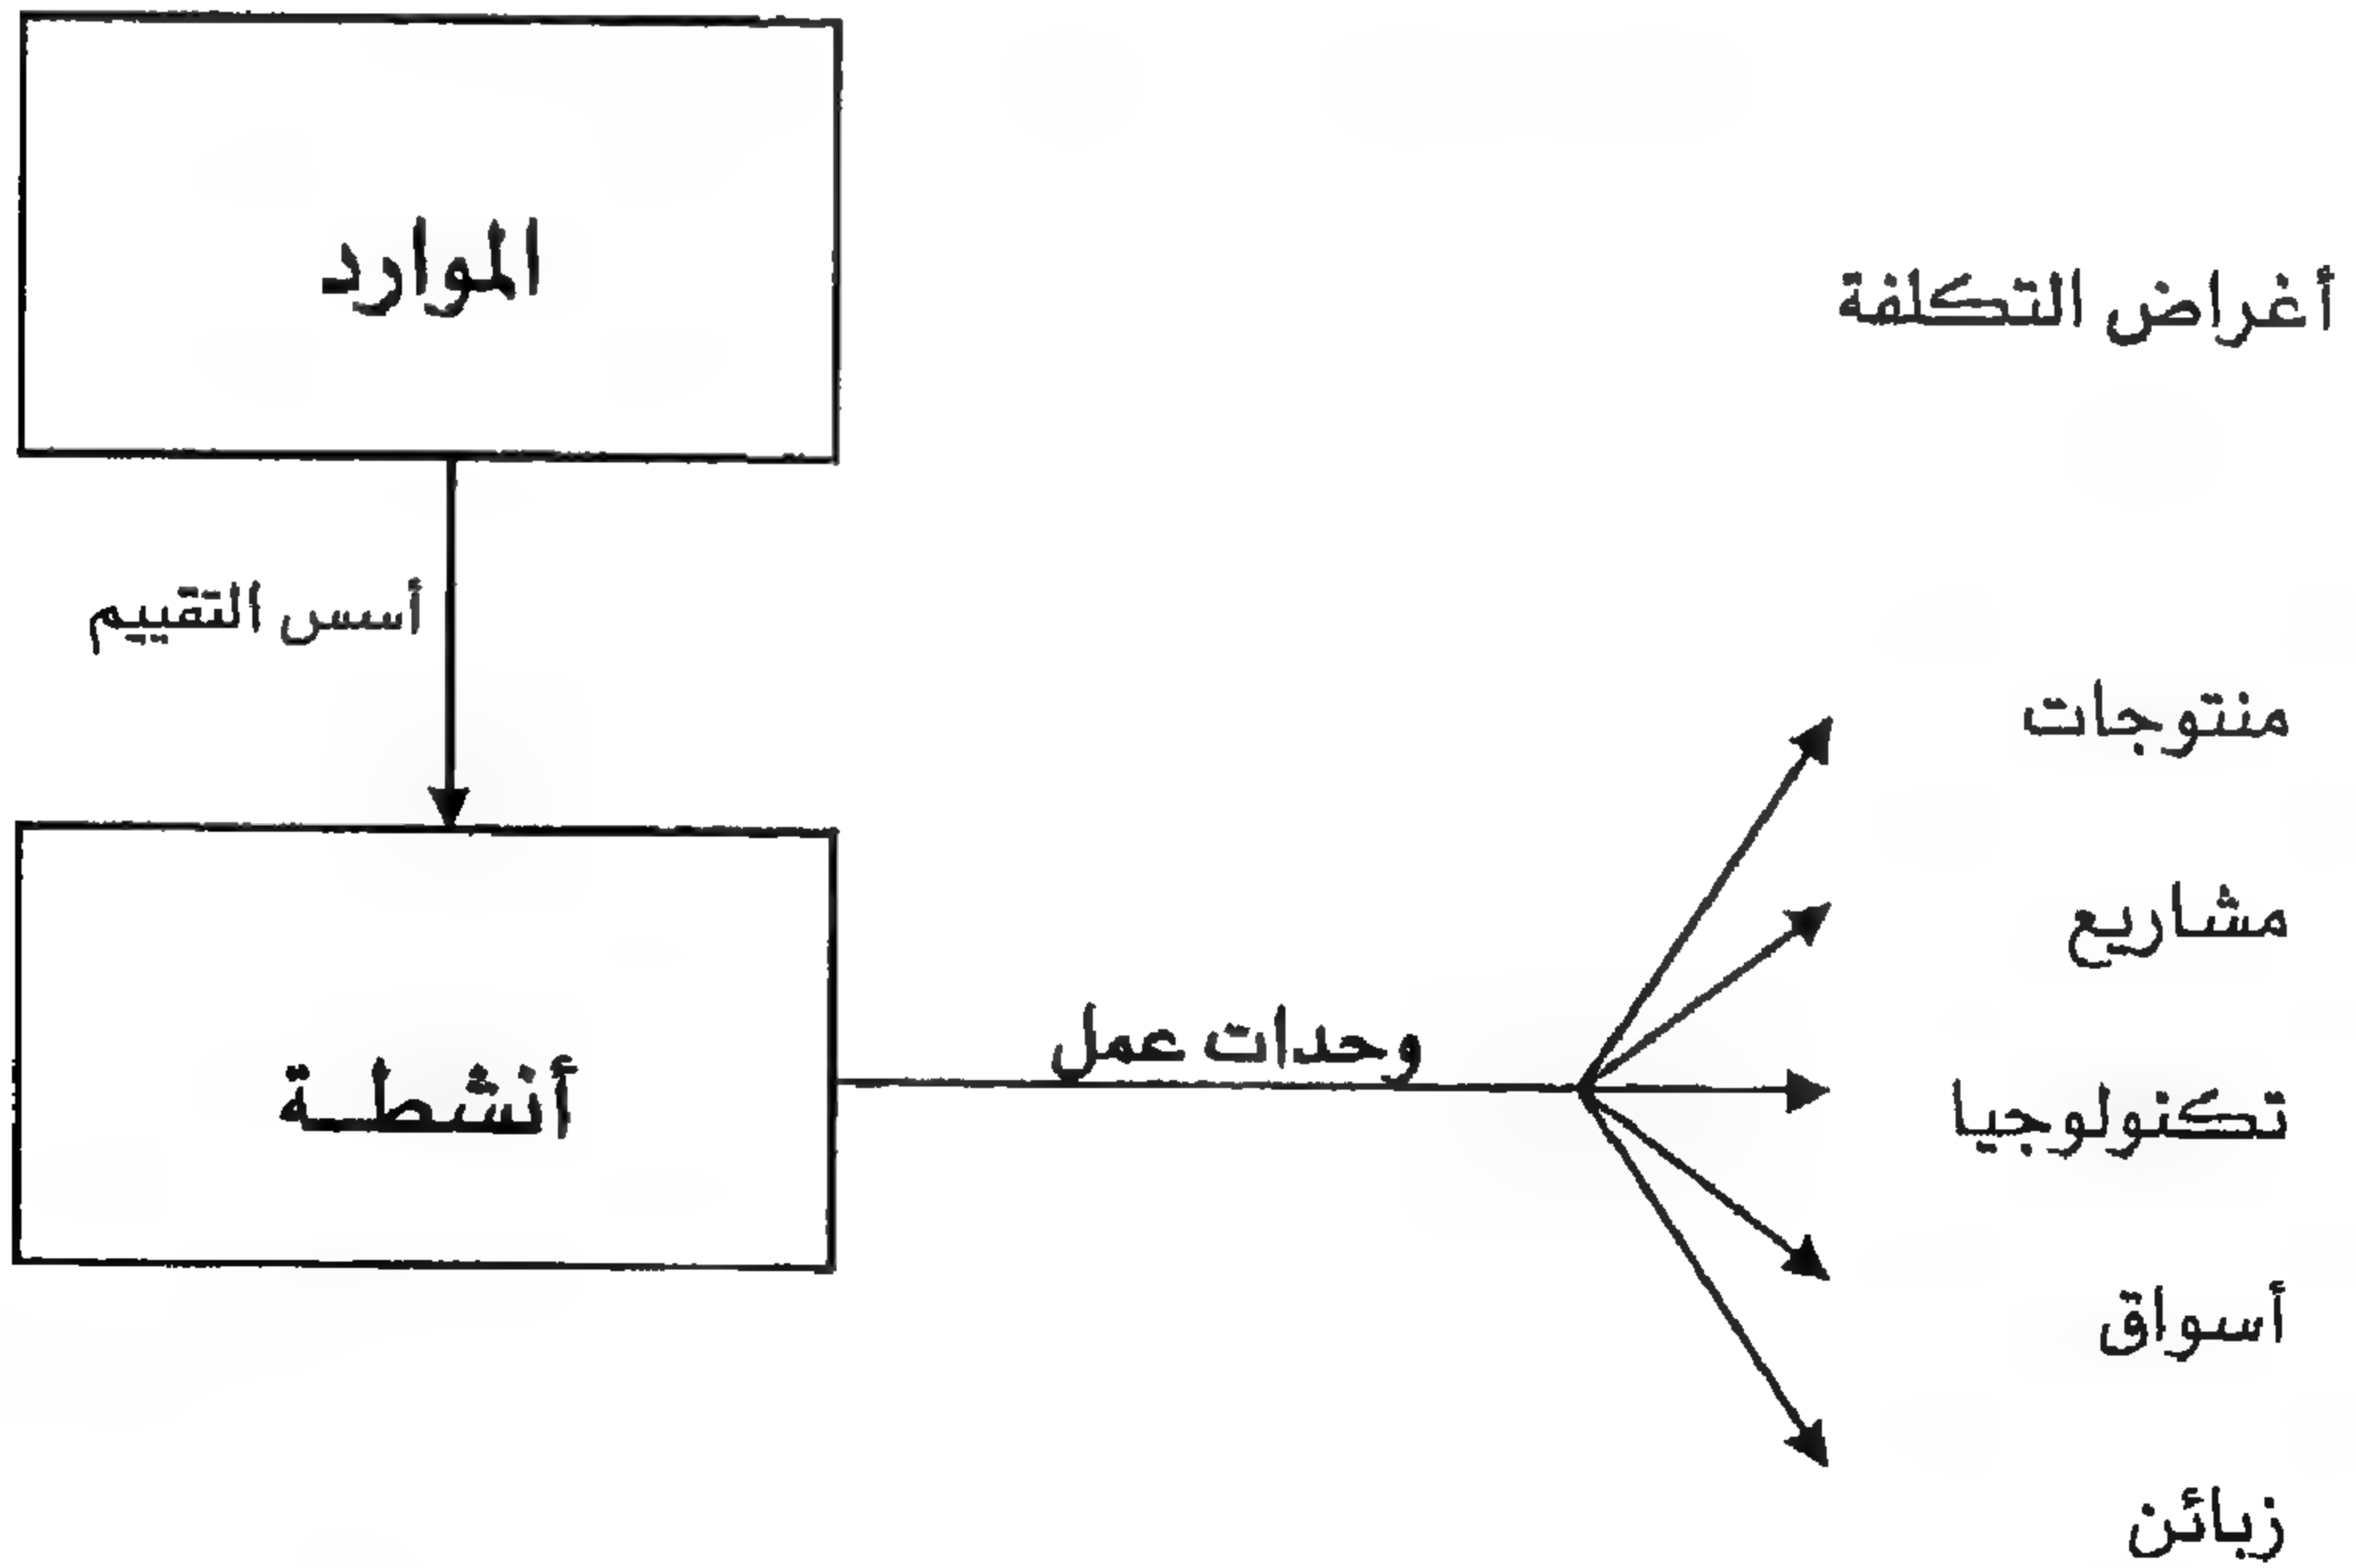 الموارد
أغراض التكلفة
أسس التقييم
منتوجات
مشاريع
وحدات عمل
أنشطة
تكنولوجيا
أسواق
زبائن